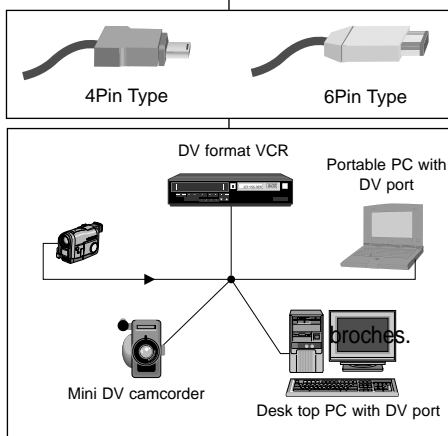 4Pin Type
6Pin Type
DV format VCR
Portable PC with
DV port
broches.
Mini DV camcorder
Desk top PC with DV port